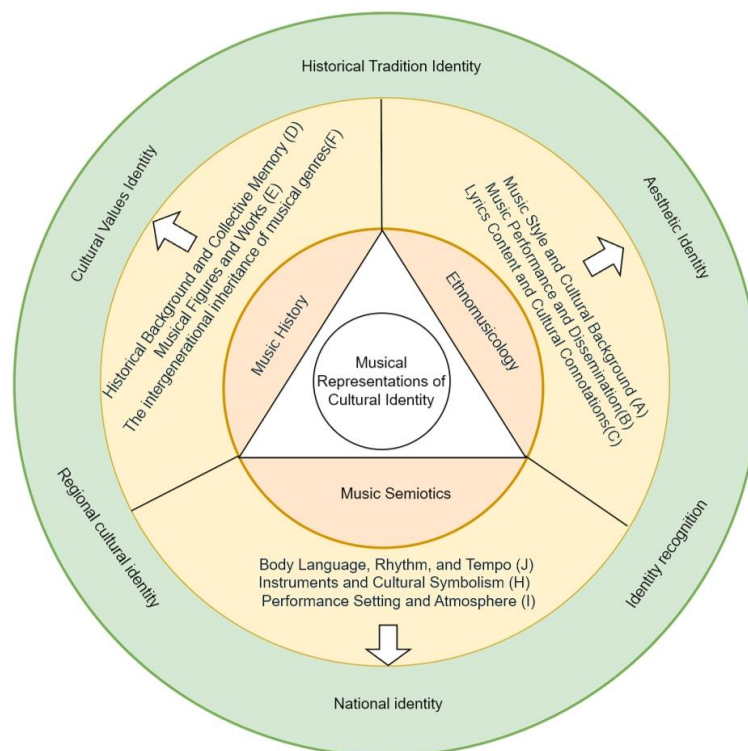 Historical Tradition Identity
Cultural Values Identity
Aesthetic Identity
Historical Background and Collective Memory (D)
Musical Figures and Works (E)
The intergenerational inheritance of musical genres(F)
Music Style and Cultural Background (A)
Music Performance and Dissemination(B)
Lyrics Content and Cultural Connotations(C)
Music History
Ethnomusicology
Musical
Representations of
Cultural Identity
Music Semiotics
Body Language, Rhythm, and Tempo (J)
Instruments and Cultural Symbolism (H)
Performance Setting and Atmosphere (I)
Regional cultural identity
Identity recognition
National identity